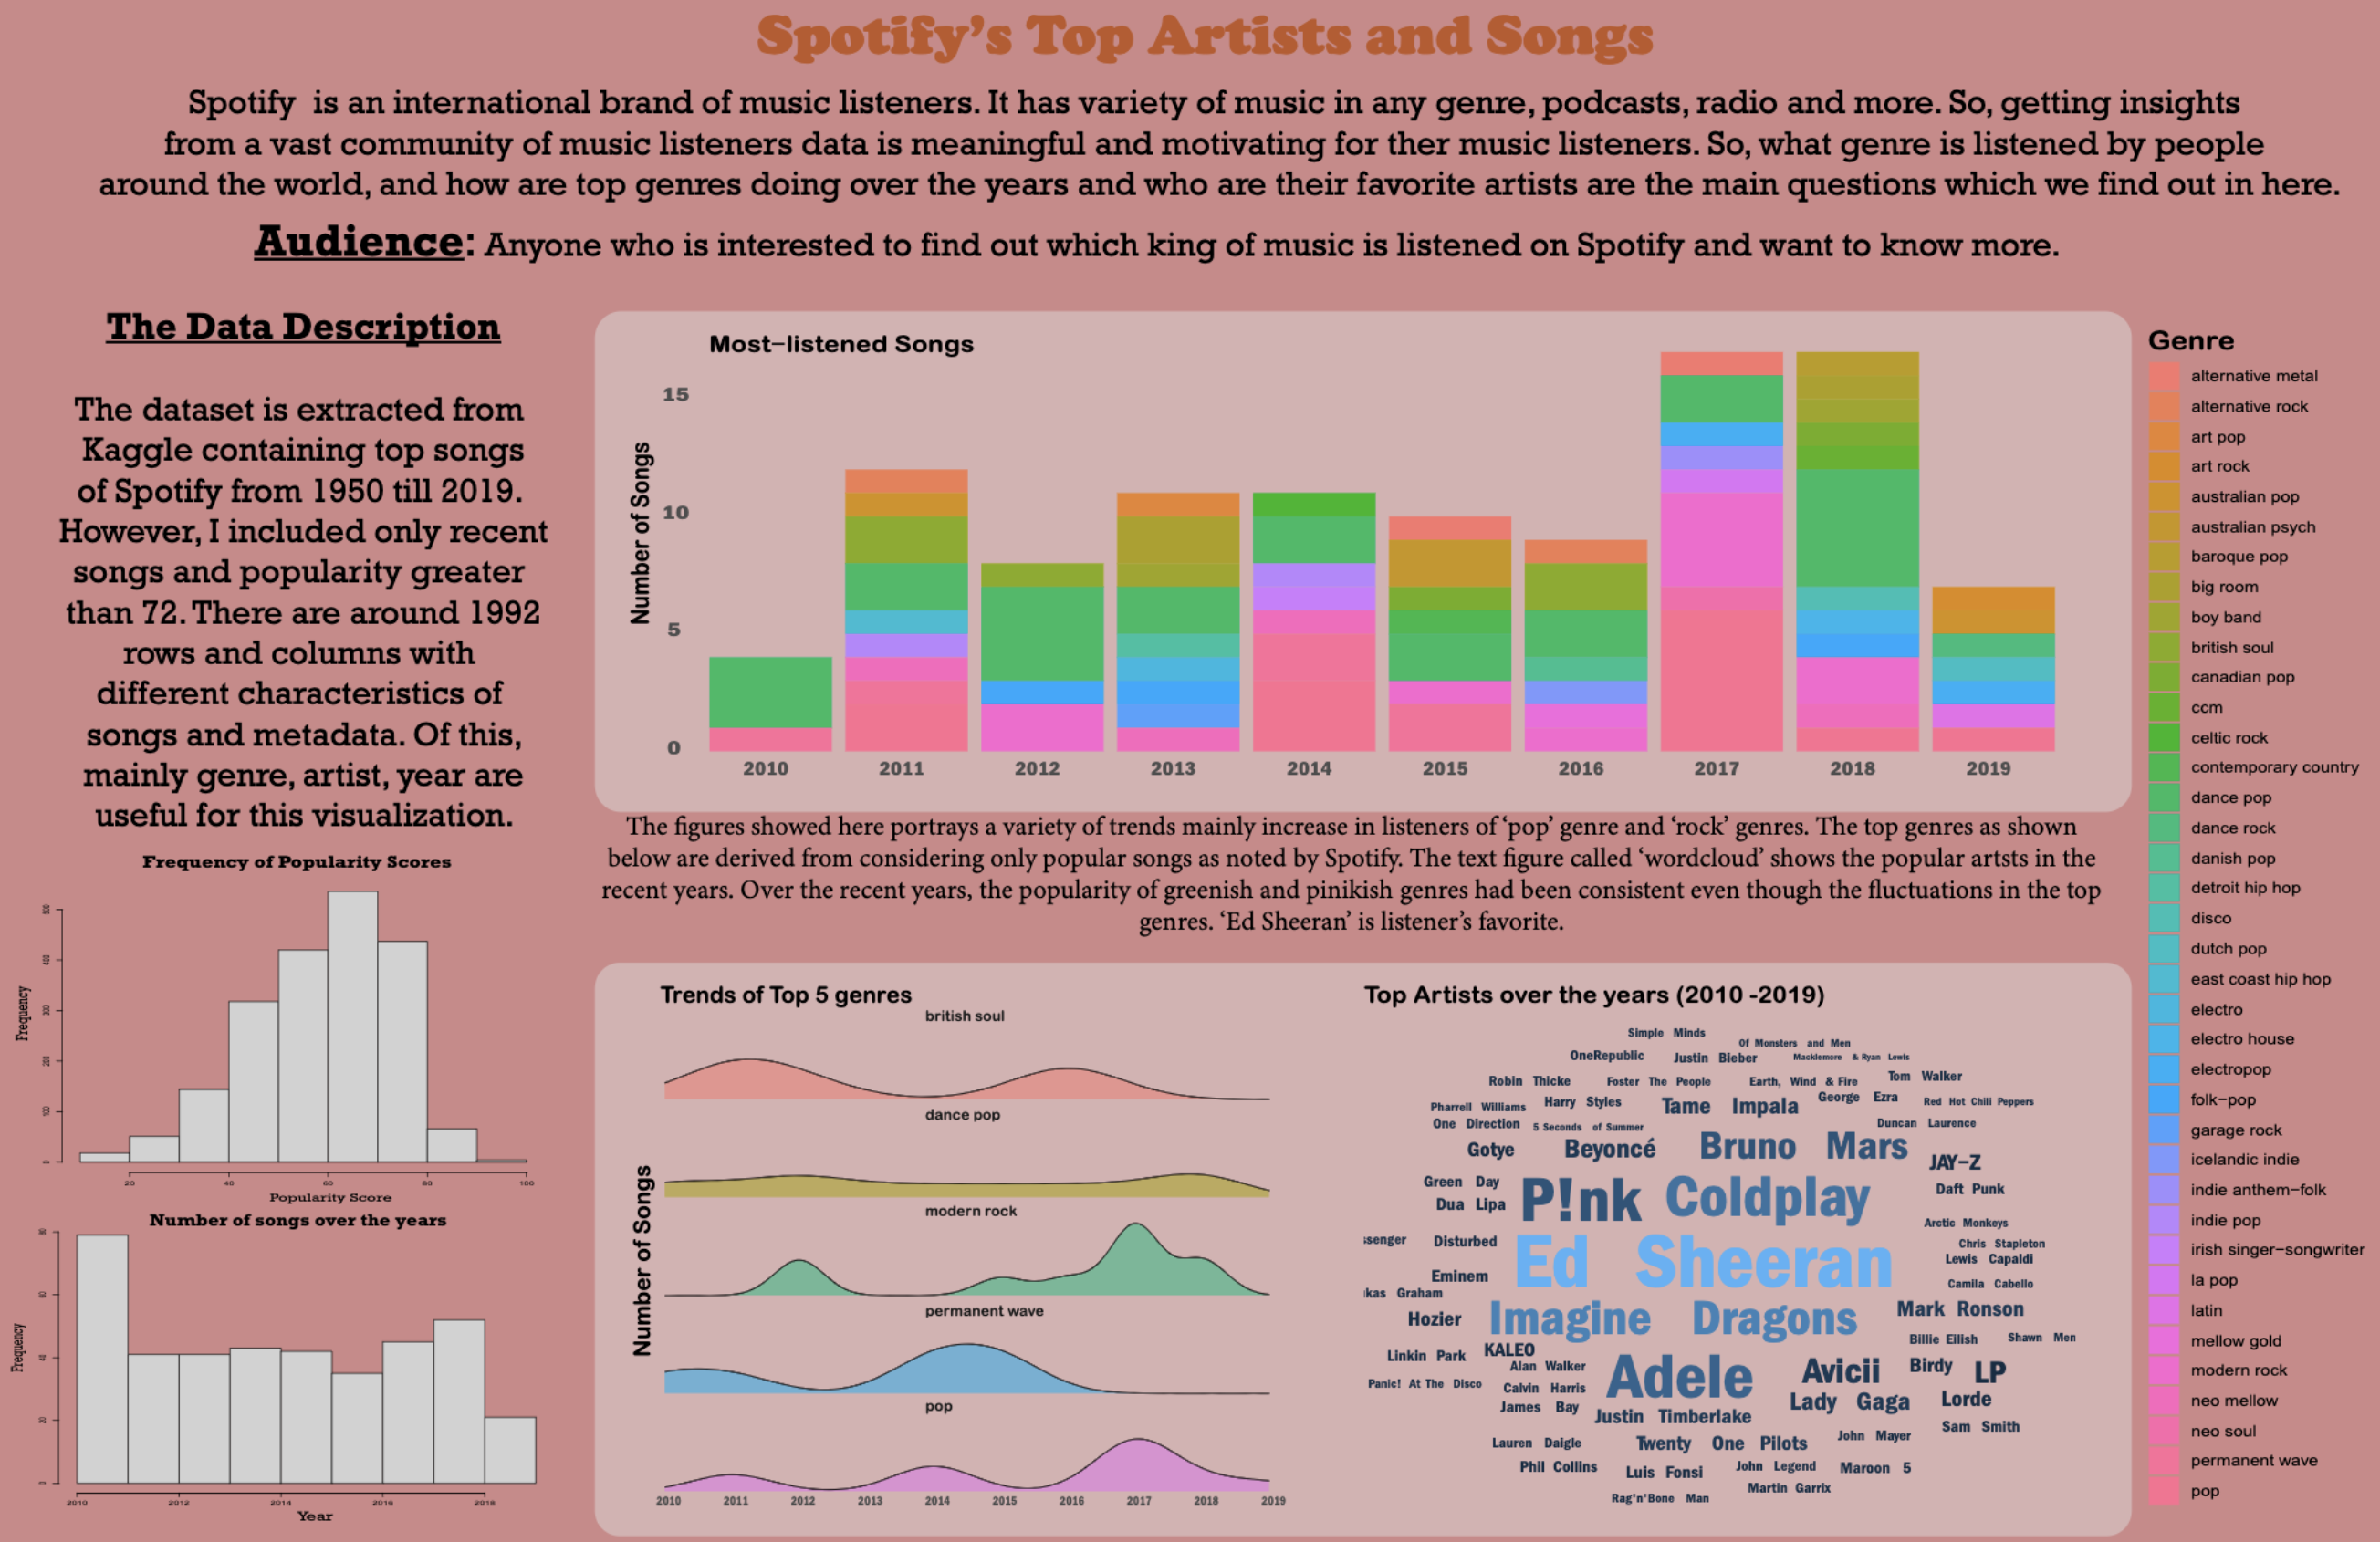 Spotify's Top Artists and Songs
Spotify is an international brand of music listeners. It has variety of music in any genre, podcasts, radio and more. So, getting insights
from a vast community of music listeners data is meaningful and motivating for ther music listeners. So, what genre is listened by people
around the world, and how are top genres doing over the years and who are their favorite artists are the main questions which we find out in here.
Audience: Anyone who is interested to find out which king of music is listened on Spotify and want to know more.
The Data Description
The dataset is extracted from
Kaggle containing top songs
of Spotify from 1950 till 2019.
However, I included only recent
songs and popularity greater
than 72. There are around 1992
rows and columns with
different characteristics of
songs and metadata. Of this,
mainly genre, artist, year are
useful for this visualization.
Frequency of Popularity Scores
Frequency
0
100
200
300
400
500
20 40 60 80 100
Popularity Score
Number of songs over the years
Frequency
0
20
40
60
80
2010 2012 2014 2016 2018
Year
Most-listened Songs
Number of Songs
15
10
5
0
2010 2011 2012 2013 2014 2015 2016 2017 2018 2019
The figures showed here portrays a variety of trends mainly increase in listeners of 'pop' genre and 'rock' genres. The top genres as shown
below are derived from considering only popular songs as noted by Spotify. The text figure called 'wordcloud' shows the popular artsts in the
recent years. Over the recent years, the popularity of greenish and pinikish genres had been consistent even though the fluctuations in the top
genres. 'Ed Sheeran' is listener's favorite.
Trends of Top 5 genres
Number of Songs
british soul
dance pop
modern rock
permanent wave
pop
2010 2011 2012 2013 2014 2015 2016 2017 2018 2019
Top Artists over the years (2010 -2019)
Simple Minds
Of Monsters and Men
OneRepublic
Justin Bieber
Macklemore & Ryan Lewis
Robin Thicke
Foster The People
Earth, Wind & Fire
Tom Walker
Pharrell Williams
Harry Styles
Tame Impala
George Ezra
Red Hot Chili Peppers
One Direction
5 Seconds of Summer
Duncan Laurence
Gotye
Beyoncé
Bruno Mars
JAY-Z
Green Day
P!nk
Coldplay
Daft Punk
Dua Lipa
Arctic Monkeys
ssenger
Disturbed
Ed Sheeran
Chris Stapleton
Lewis Capaldi
Eminem
Camila Cabello
kas Graham
Hozier
Imagine Dragons
Mark Ronson
Billie Eilish
Shawn Men
Linkin Park
KALEO
Alan Walker
Adele
Avicii
Birdy
LP
Panic! At The Disco
Calvin Harris
James Bay
Lady Gaga
Lorde
Justin Timberlake
Sam Smith
Lauren Daigle
Twenty One Pilots
John Mayer
Phil Collins
Luis Fonsi
John Legend
Maroon 5
Martin Garrix
Rag'n'Bone Man
Genre
alternative metal
alternative rock
art pop
art rock
australian pop
australian psych
baroque pop
big room
boy band
british soul
canadian pop
ccm
celtic rock
contemporary country
dance pop
dance rock
danish pop
detroit hip hop
disco
dutch pop
east coast hip hop
electro
electro house
electropop
folk-pop
garage rock
icelandic indie
indie anthem-folk
indie pop
irish singer-songwriter
la pop
latin
mellow gold
modern rock
neo mellow
neo soul
permanent wave
pop